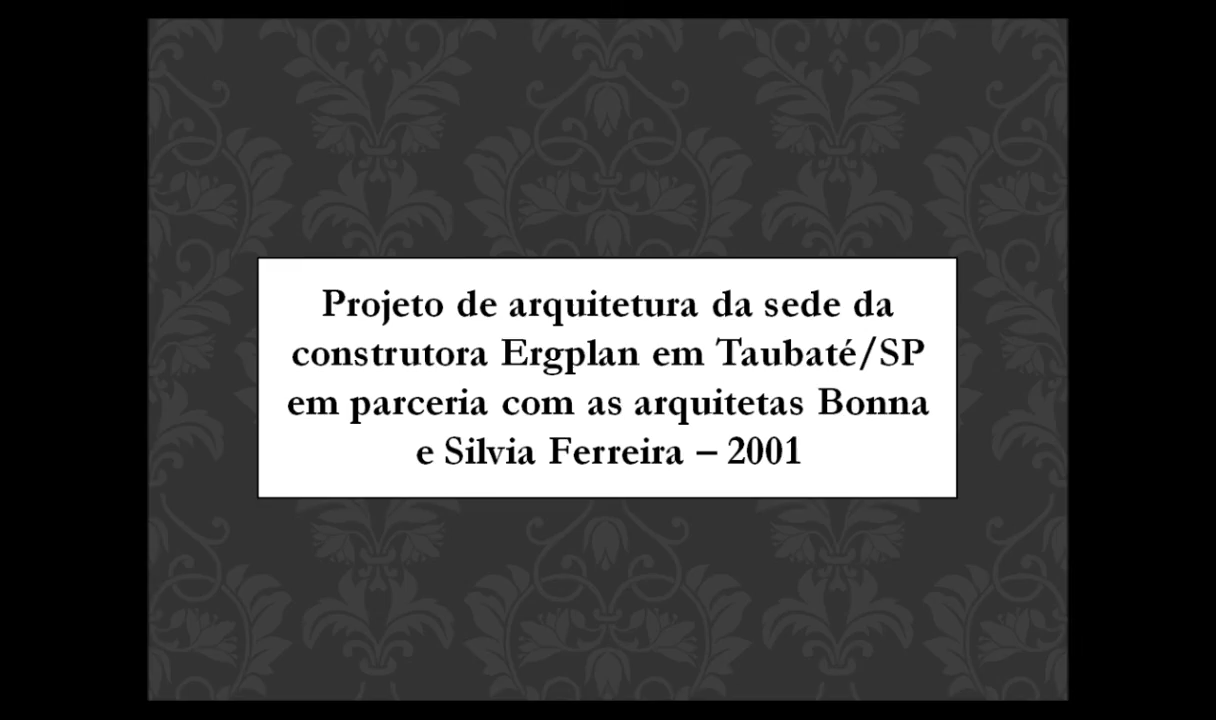 Projeto de arquitetura da sede da
construtora Ergplan em Taubaté/SP
em parceria com as arquitetas Bonna
e Silvia Ferreira – 2001